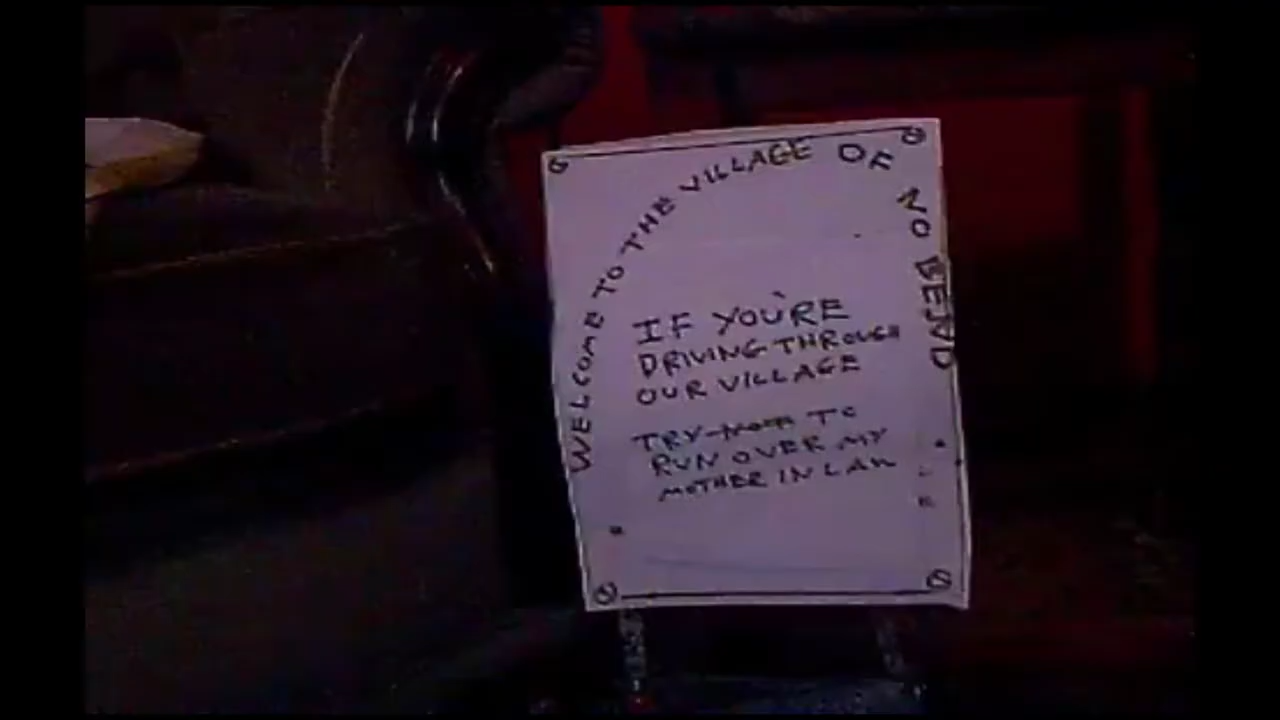 WELCOME TO THE VILLAGE OF NO BEND
IF YOU'RE
DRIVING THROUGH
OUR VILLAGE
TRY NOT TO
RUN OVER MY
MOTHER IN LAW